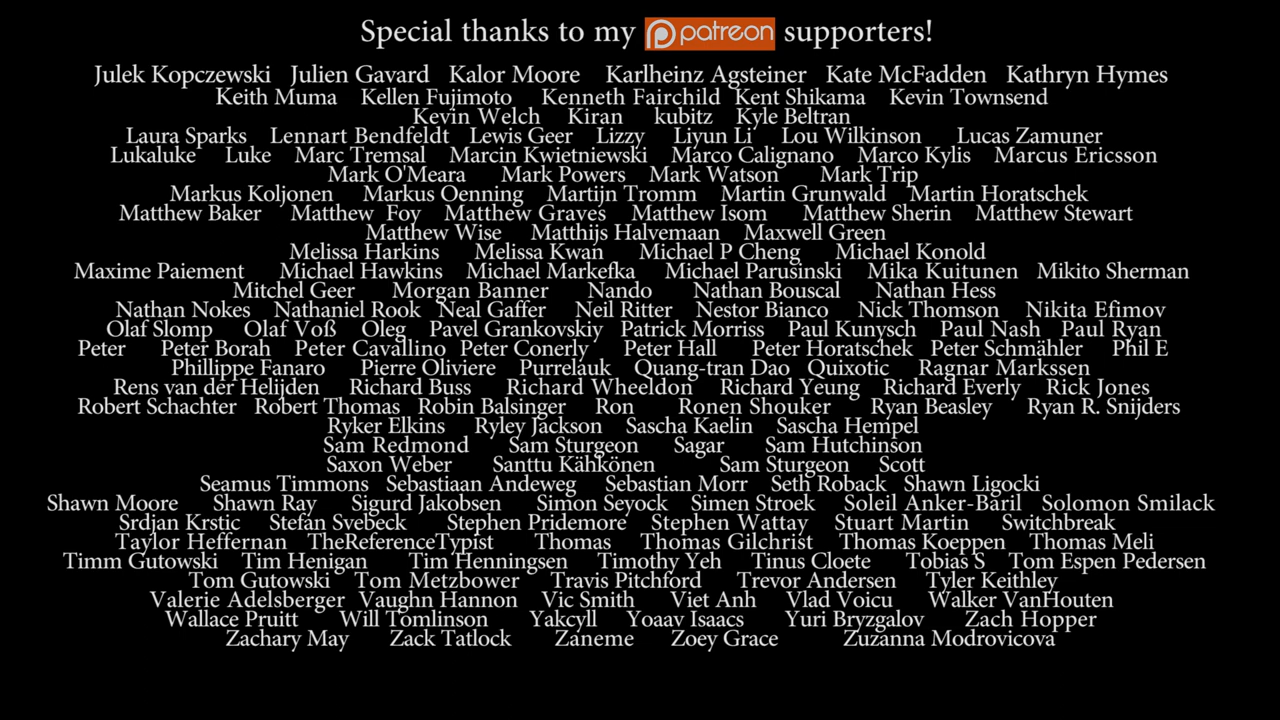 Special thanks to my patreon supporters!
Julek Kopczewski Julien Gavard Kalor Moore Karlheinz Agsteiner Kate McFadden Kathryn Hymes
Keith Muma Kellen Fujimoto Kenneth Fairchild Kent Shikama Kevin Townsend
Kevin Welch Kiran kubitz Kyle Beltran
Laura Sparks Lennart Bendfeldt Lewis Geer Lizzy Liyun Li Lou Wilkinson Lucas Zamuner
Lukaluke Luke Marc Tremsal Marcin Kwietniewski Marco Calignano Marco Kylis Marcus Ericsson
Mark O'Meara Mark Powers Mark Watson Mark Trip
Markus Koljonen Markus Oenning Martijn Tromm Martin Grunwald Martin Horatschek
Matthew Baker Matthew Foy Matthew Graves Matthew Isom Matthew Sherin Matthew Stewart
Matthew Wise Matthijs Halvemaan Maxwell Green
Melissa Harkins Melissa Kwan Michael P Cheng Michael Konold
Maxime Paiement Michael Hawkins Michael Markefka Michael Parusinski Mika Kuitunen Mikito Sherman
Mitchel Geer Morgan Banner Nando Nathan Bouscal Nathan Hess
Nathan Nokes Nathaniel Rook Neal Gaffer Neil Ritter Nestor Bianco Nick Thomson Nikita Efimov
Olaf Slomp Olaf Voß Oleg Pavel Grankovskiy Patrick Morriss Paul Kunysch Paul Nash Paul Ryan
Peter Peter Borah Peter Cavallino Peter Conerly Peter Hall Peter Horatschek Peter Schmähler Phil E
Phillippe Fanaro Pierre Oliviere Purrelauk Quang-tran Dao Quixotic Ragnar Markssen
Rens van der Helijden Richard Buss Richard Wheeldon Richard Yeung Richard Everly Rick Jones
Robert Schachter Robert Thomas Robin Balsinger Ron Ronen Shouker Ryan Beasley Ryan R. Snijders
Ryker Elkins Ryley Jackson Sascha Kaelin Sascha Hempel
Sam Redmond Sam Sturgeon Sagar Sam Hutchinson
Saxon Weber Santtu Kähkönen Sam Sturgeon Scott
Seamus Timmons Sebastiaan Andeweg Sebastian Morr Seth Roback Shawn Ligocki
Shawn Moore Shawn Ray Sigurd Jakobsen Simon Seyock Simen Stroek Soleil Anker-Baril Solomon Smilack
Srdjan Krstic Stefan Svebeck Stephen Pridemore Stephen Wattay Stuart Martin Switchbreak
Taylor Heffernan TheReferenceTypist Thomas Thomas Gilchrist Thomas Koeppen Thomas Meli
Timm Gutowski Tim Henigan Tim Henningsen Timothy Yeh Tinus Cloete Tobias S Tom Espen Pedersen
Tom Gutowski Tom Metzbower Travis Pitchford Trevor Andersen Tyler Keithley
Valerie Adelsberger Vaughn Hannon Vic Smith Viet Anh Vlad Voicu Walker VanHouten
Wallace Pruitt Will Tomlinson Yakcyll Yoaav Isaacs Yuri Bryzgalov Zach Hopper
Zachary May Zack Tatlock Zaneme Zoey Grace Zuzanna Modrovicova